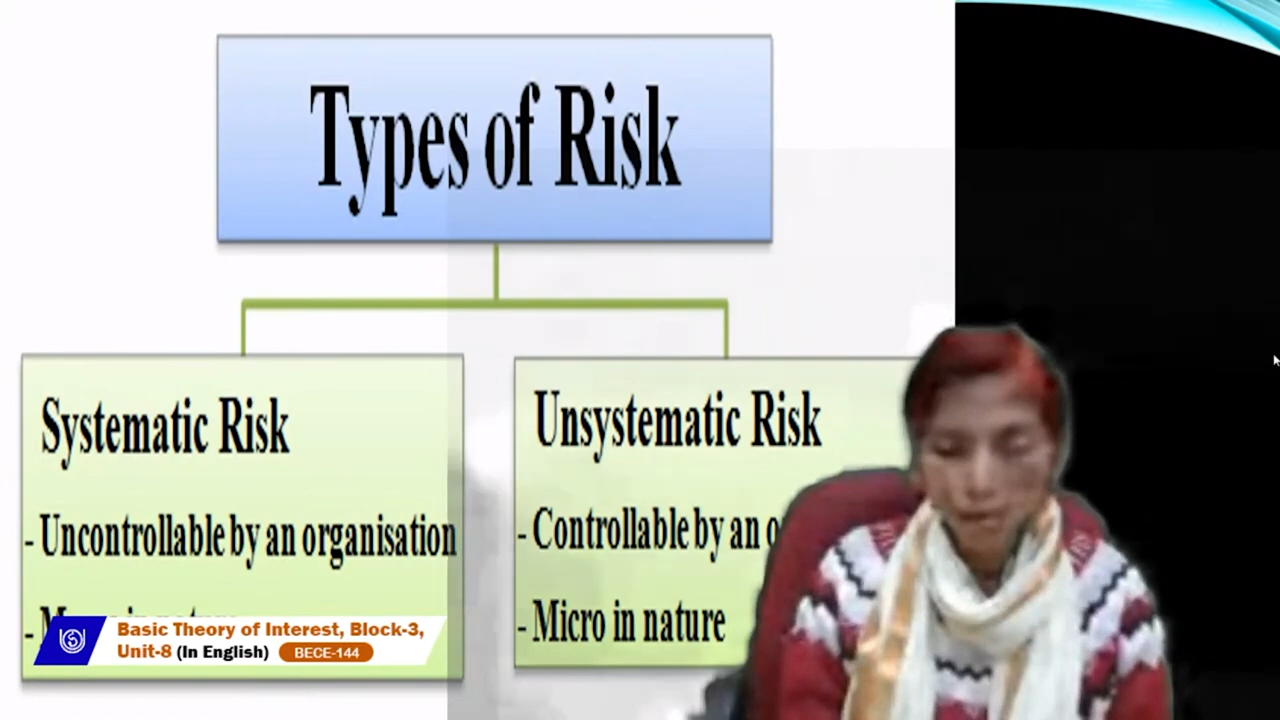 Types of Risk
Systematic Risk
- Uncontrollable by an organisation
-
Unsystematic Risk
- Controllable by an
- Micro in nature
Basic Theory of Interest, Block-3,
Unit-8 (In English) BECE-144